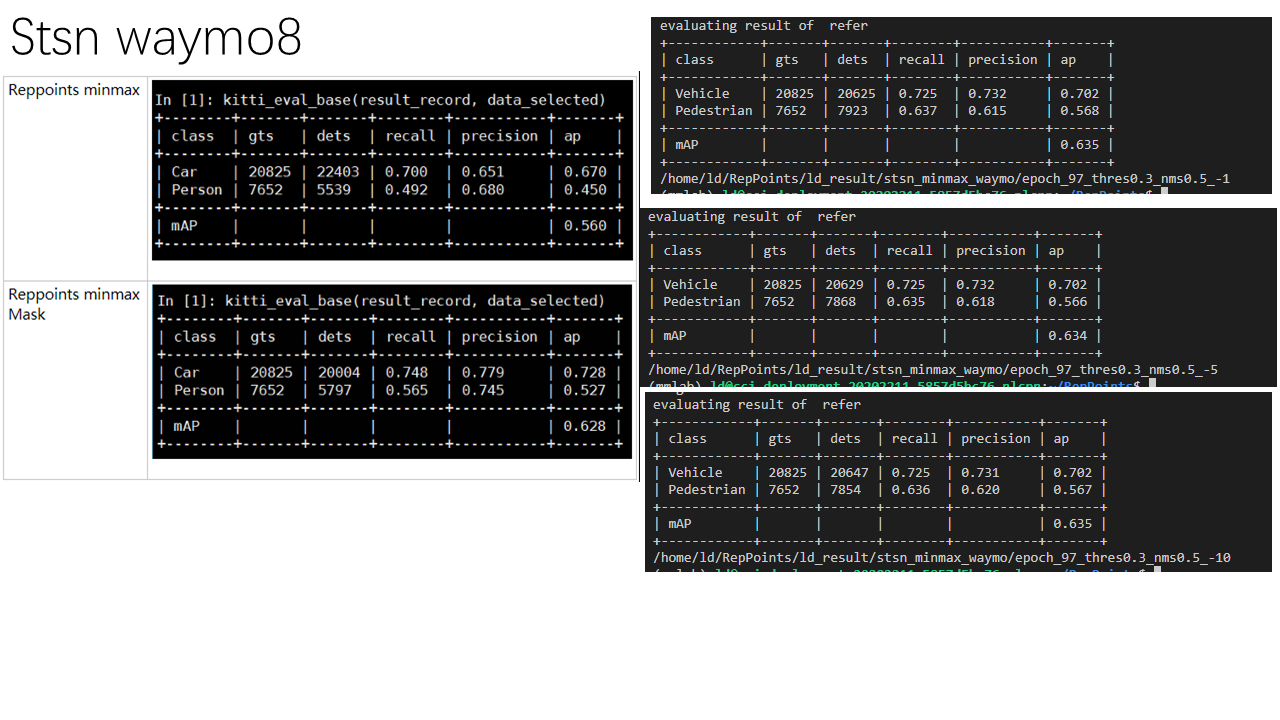 Stsn waymo8
Reppoints minmax
In [1]: kitti_eval_base(result_record, data_selected)
+--------+-------+-------+--------+-----------+-------+
| class | gts | dets | recall | precision | ap |
+--------+-------+-------+--------+-----------+-------+
| Car | 20825 | 22403 | 0.700 | 0.651 | 0.670 |
| Person | 7652 | 5539 | 0.492 | 0.680 | 0.450 |
+--------+-------+-------+--------+-----------+-------+
| mAP | | | | | 0.560 |
+--------+-------+-------+--------+-----------+-------+
Reppoints minmax
Mask
In [1]: kitti_eval_base(result_record, data_selected)
+--------+-------+-------+--------+-----------+-------+
| class | gts | dets | recall | precision | ap |
+--------+-------+-------+--------+-----------+-------+
| Car | 20825 | 20004 | 0.748 | 0.779 | 0.728 |
| Person | 7652 | 5797 | 0.565 | 0.745 | 0.527 |
+--------+-------+-------+--------+-----------+-------+
| mAP | | | | | 0.628 |
+--------+-------+-------+--------+-----------+-------+
evaluating result of refer
+------------+-------+-------+--------+-----------+-------+
| class | gts | dets | recall | precision | ap |
+------------+-------+-------+--------+-----------+-------+
| Vehicle | 20825 | 20625 | 0.725 | 0.732 | 0.702 |
| Pedestrian | 7652 | 7923 | 0.637 | 0.615 | 0.568 |
+------------+-------+-------+--------+-----------+-------+
| mAP | | | | | 0.635 |
+------------+-------+-------+--------+-----------+-------+
/home/ld/RepPoints/ld_result/stsn_minmax_waymo/epoch_97_thres0.3_nms0.5_-1
evaluating result of refer
+------------+-------+-------+--------+-----------+-------+
| class | gts | dets | recall | precision | ap |
+------------+-------+-------+--------+-----------+-------+
| Vehicle | 20825 | 20629 | 0.725 | 0.732 | 0.702 |
| Pedestrian | 7652 | 7868 | 0.635 | 0.618 | 0.566 |
+------------+-------+-------+--------+-----------+-------+
| mAP | | | | | 0.634 |
+------------+-------+-------+--------+-----------+-------+
/home/ld/RepPoints/ld_result/stsn_minmax_waymo/epoch_97_thres0.3_nms0.5_-5
evaluating result of refer
+------------+-------+-------+--------+-----------+-------+
| class | gts | dets | recall | precision | ap |
+------------+-------+-------+--------+-----------+-------+
| Vehicle | 20825 | 20647 | 0.725 | 0.731 | 0.702 |
| Pedestrian | 7652 | 7854 | 0.636 | 0.620 | 0.567 |
+------------+-------+-------+--------+-----------+-------+
| mAP | | | | | 0.635 |
+------------+-------+-------+--------+-----------+-------+
/home/ld/RepPoints/ld_result/stsn_minmax_waymo/epoch_97_thres0.3_nms0.5_-10